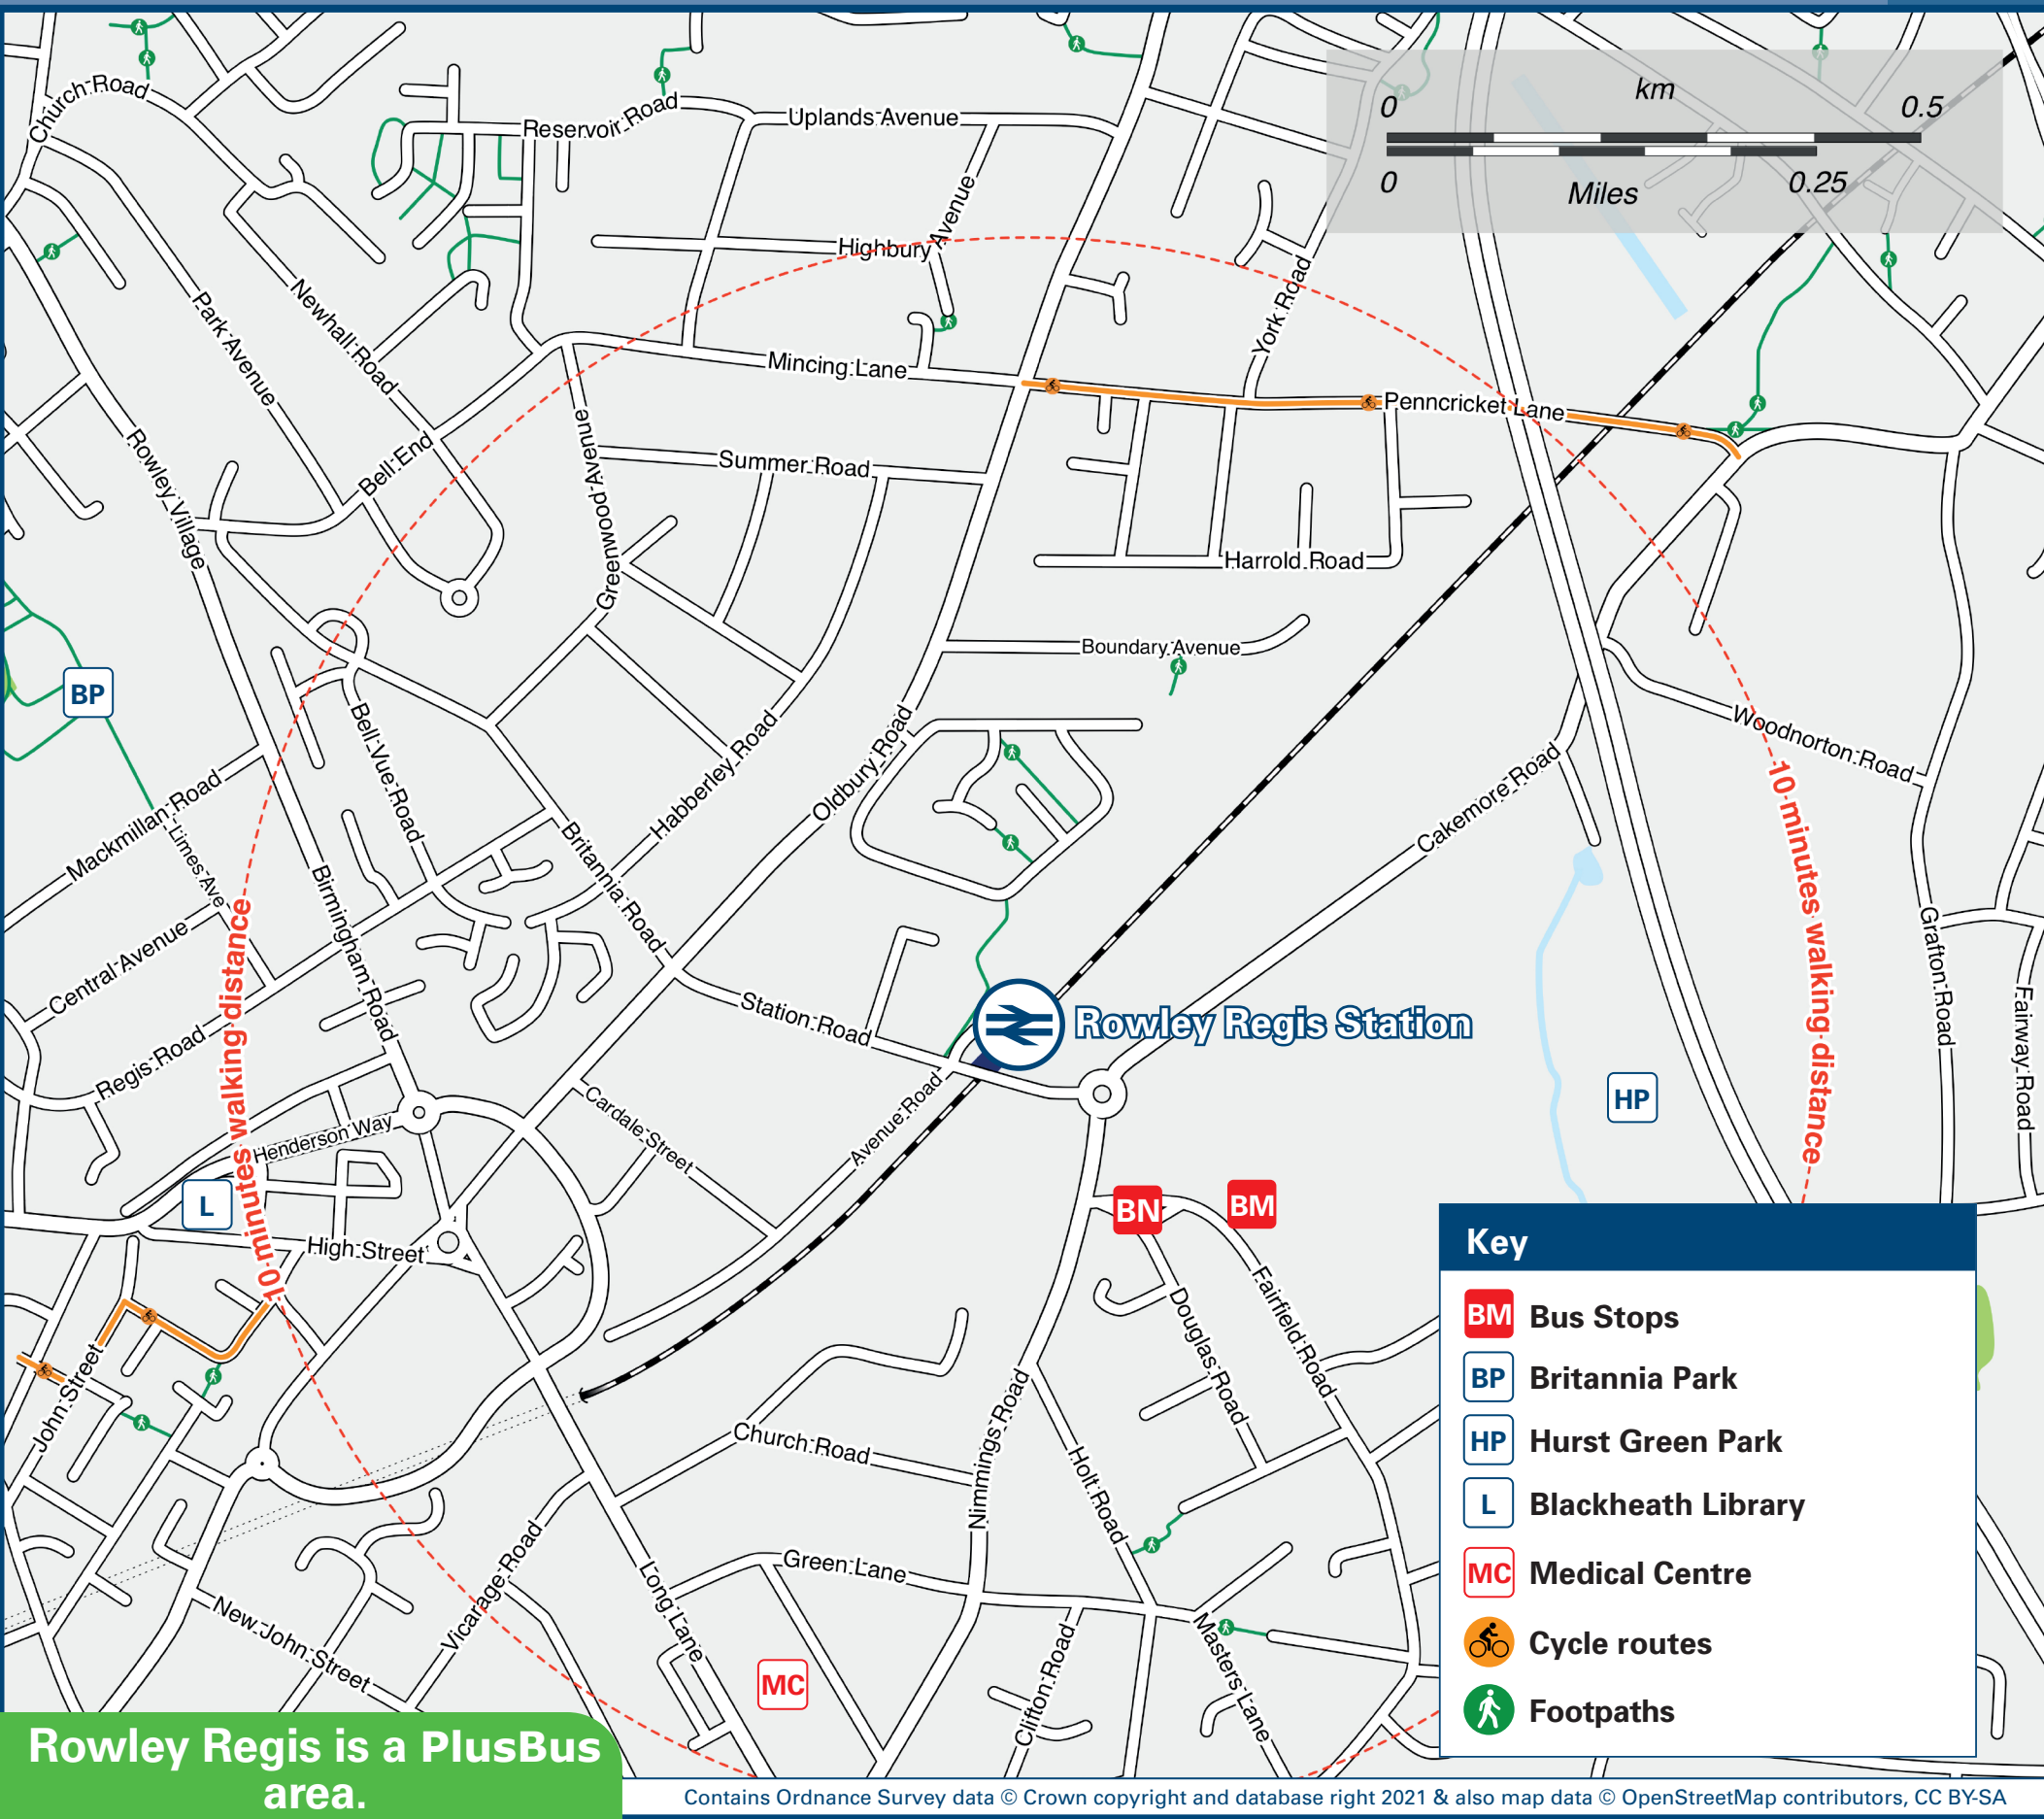 km
0
0.5
0
0.25
Miles
Church Road
Reservoir Road
Uplands Avenue
Highbury Avenue
Park Avenue
Newhall Road
York Road
Mincing Lane
Penncricket Lane
Rowley Village
Bell End
Greenwood Avenue
Summer Road
Harrold Road
Boundary Avenue
BP
Bell Vue Road
Habberley Road
Oldbury Road
Woodnorton Road
Cakemore Road
Mackmillan Road
Limes Ave
Birmingham Road
Britannia Road
10 minutes walking distance
10 minutes walking distance
Central Avenue
Regis Road
Station Road
Rowley Regis Station
Grafton Road
Fairway Road
HP
Henderson Way
Cardale Street
Avenue Road
L
High Street
BN
BM
Douglas Road
Fairfield Road
John Street
Church Road
Nimmings Road
Holt Road
Green Lane
Vicarage Road
Long Lane
New John Street
Clifton Road
Masters Lane
MC
Key
BM Bus Stops
BP Britannia Park
HP Hurst Green Park
L Blackheath Library
MC Medical Centre
Cycle routes
Footpaths
Rowley Regis is a PlusBus
area.
Contains Ordnance Survey data © Crown copyright and database right 2021 & also map data © OpenStreetMap contributors, CC BY-SA